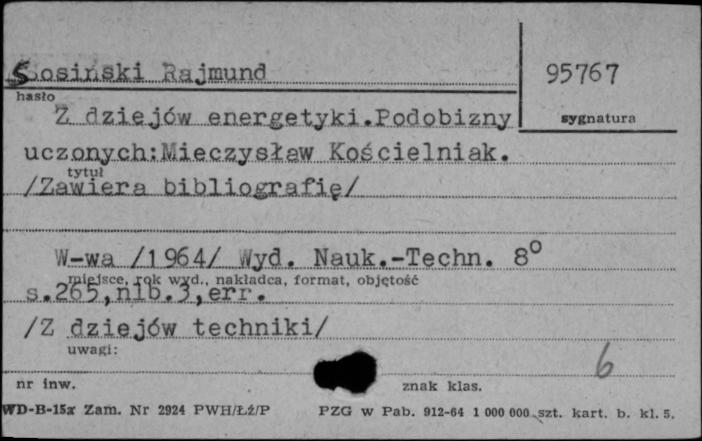 Sosiński Rajmund
95767
hasło
sygnatura
Z dziejów energetyki.Podobizny
uczonych:Mieczysław Kościelniak.
tytuł
/Zawiera bibliografię/
W-wa /1964/ Wyd. Nauk.-Techn. 8º
miejsce, rok wyd., nakładca, format, objętość
s.265,nlb.3,err.
/Z dziejów techniki/
uwagi:
6
nr inw.
znak klas.
WD-B-15x Zam. Nr 2924 PWH/ŁŹ/P PZG w Pab. 912-64 1 000 000 szt. kart. b. kl. 5.